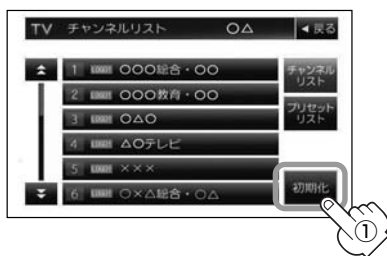 TV チャンネルリスト ○△ ◀戻る
1 ○○○総合・○○
2 ○○○教育・○○
3 ○△○
4 △○テレビ
5 ×××
6 ○×△総合・○△
チャンネル
リスト
プリセット
リスト
初期化
①